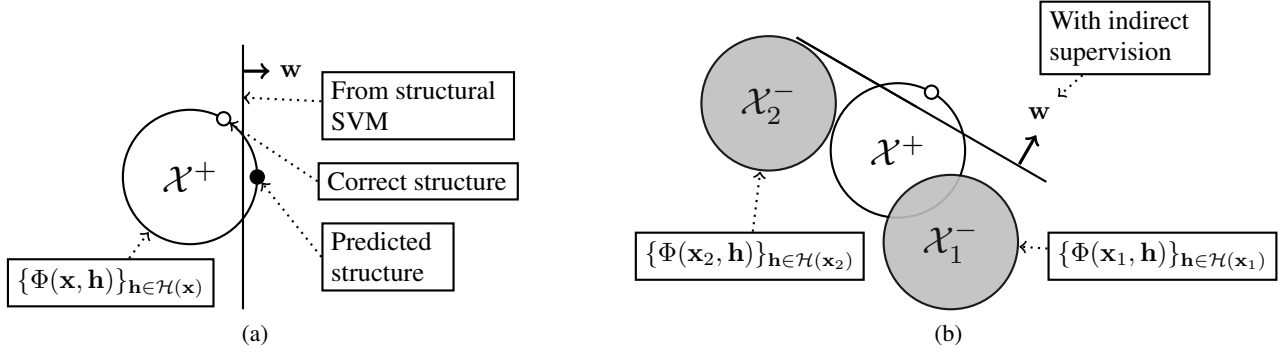 w
From structural
SVM
𝒳⁺
Correct structure
Predicted
structure
{Φ(x, h)}_{h∈ℋ(x)}
(a)
With indirect
supervision
𝒳₂⁻
w
𝒳⁺
𝒳₁⁻
{Φ(x₂, h)}_{h∈ℋ(x₂)}
{Φ(x₁, h)}_{h∈ℋ(x₁)}
(b)